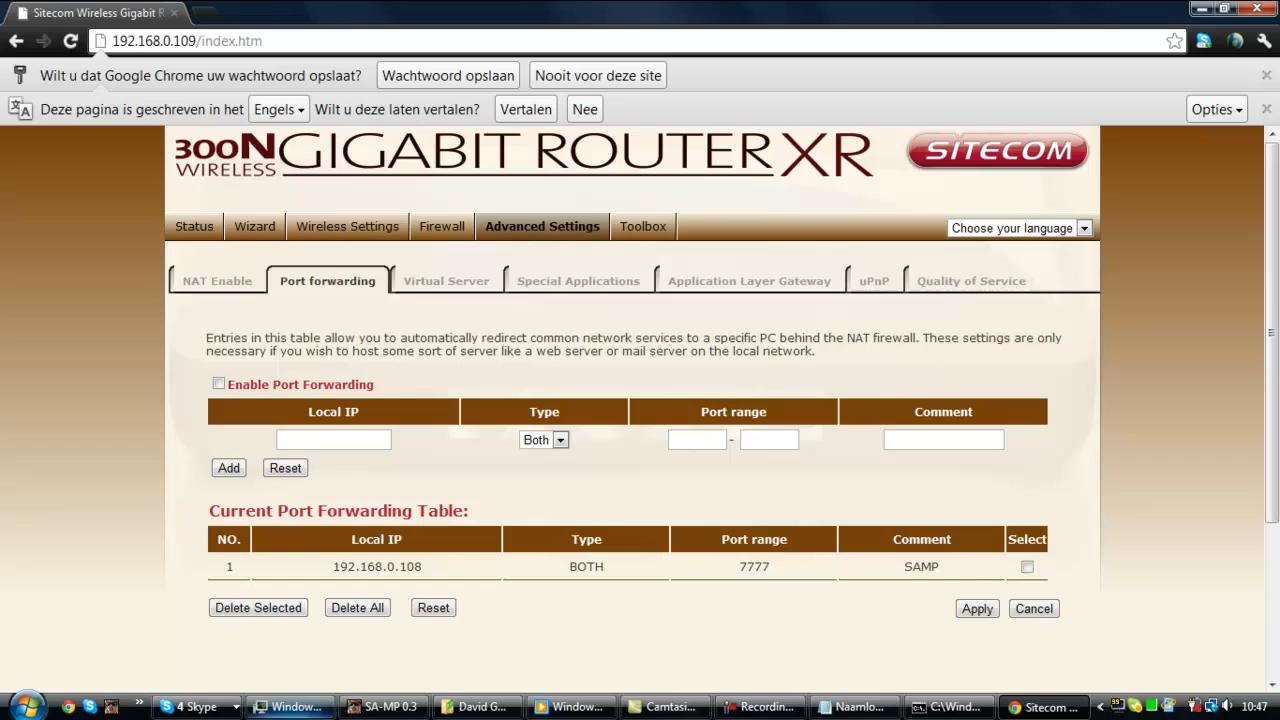 Sitecom Wireless Gigabit R
192.168.0.109/index.htm
Wilt u dat Google Chrome uw wachtwoord opslaat? Wachtwoord opslaan Nooit voor deze site
Deze pagina is geschreven in het Engels Wilt u deze laten vertalen? Vertalen Nee Opties
300N WIRELESS GIGABIT ROUTER XR SITECOM
Status Wizard Wireless Settings Firewall Advanced Settings Toolbox Choose your language
NAT Enable Port forwarding Virtual Server Special Applications Application Layer Gateway uPnP Quality of Service
Entries in this table allow you to automatically redirect common network services to a specific PC behind the NAT firewall. These settings are only
necessary if you wish to host some sort of server like a web server or mail server on the local network.
Enable Port Forwarding
Local IP Type Port range Comment
Both -
Add Reset
Current Port Forwarding Table:
NO. Local IP Type Port range Comment Select
1 192.168.0.108 BOTH 7777 SAMP
Delete Selected Delete All Reset Apply Cancel
4 Skype Window... SA-MP 0.3 David G... Window... Camtasi... Recordin... Naamlo... C:\Wind... Sitecom ... 99 10:47